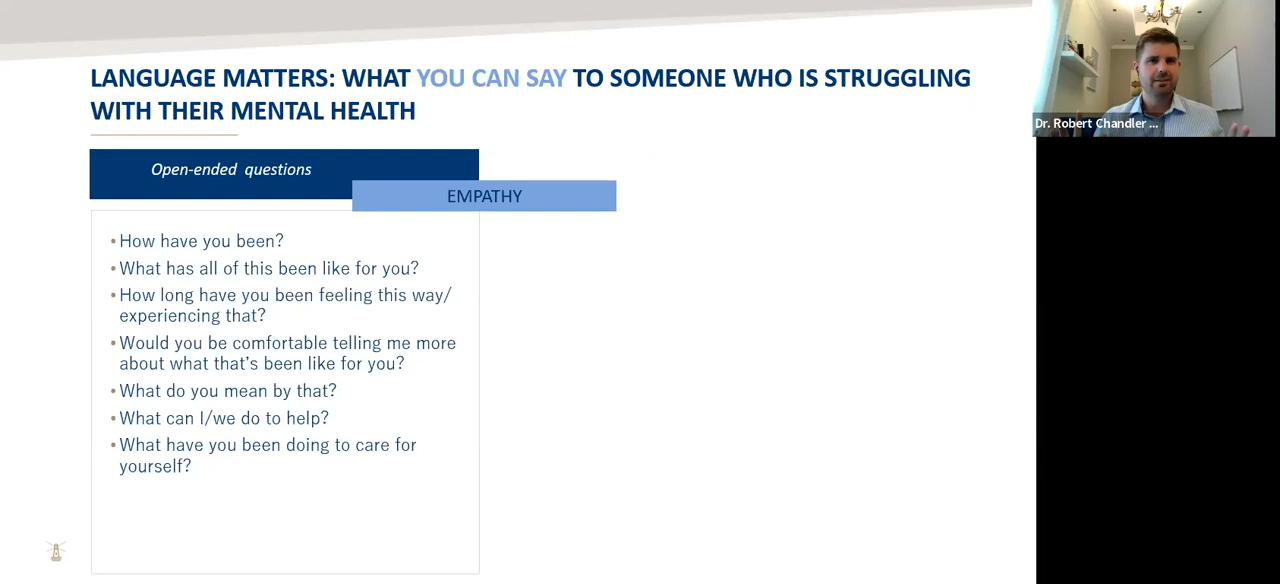 LANGUAGE MATTERS: WHAT YOU CAN SAY TO SOMEONE WHO IS STRUGGLING
WITH THEIR MENTAL HEALTH
Open-ended questions
EMPATHY
•How have you been?
•What has all of this been like for you?
•How long have you been feeling this way/
experiencing that?
•Would you be comfortable telling me more
about what that’s been like for you?
•What do you mean by that?
•What can I/we do to help?
•What have you been doing to care for
yourself?
Dr. Robert Chandler ...